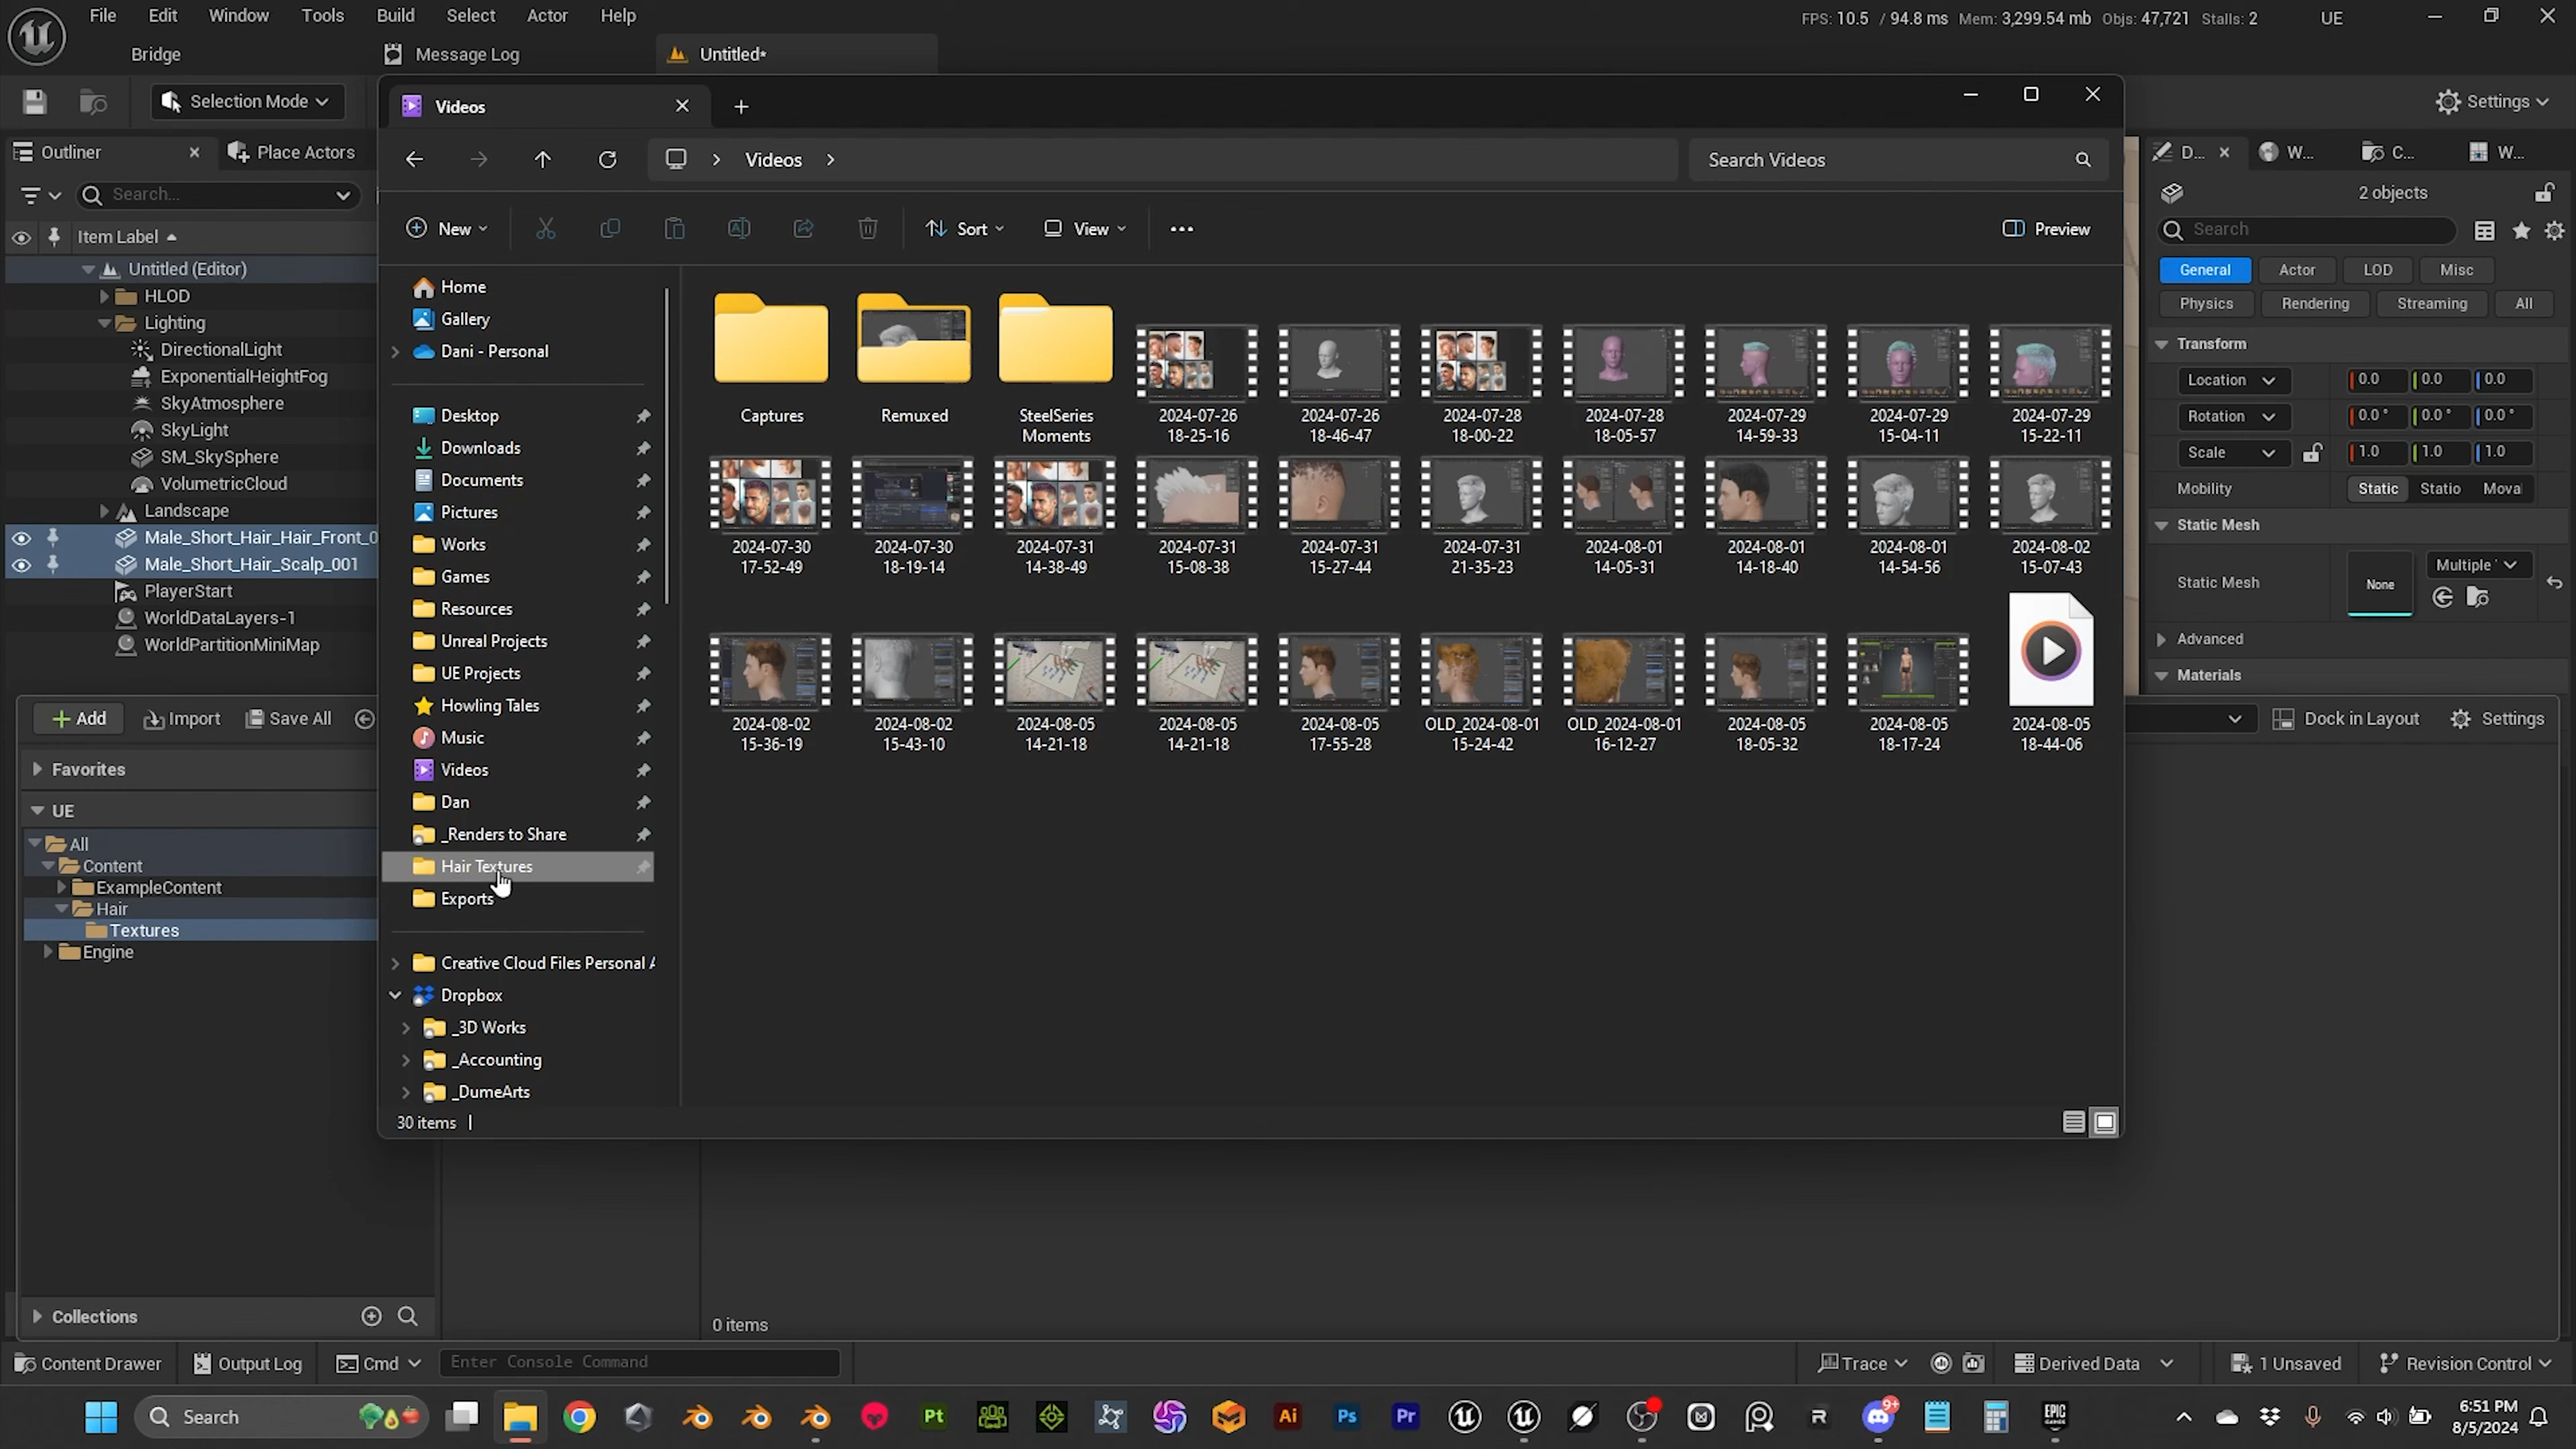 File Edit Window Tools Build Select Actor Help
FPS: 10.5 / 94.8 ms Mem: 3,299.54 mb Objs: 47,721 Stalls: 2 UE
Bridge Message Log Untitled*
Selection Mode Settings
Videos
Outliner Place Actors
Videos Search Videos
D... W... C... W...
2 objects
Search...
New Sort View Preview
Search
Item Label
Untitled (Editor)
HLOD
Lighting
DirectionalLight
ExponentialHeightFog
SkyAtmosphere
SkyLight
SM_SkySphere
VolumetricCloud
Landscape
Male_Short_Hair_Hair_Front_0
Male_Short_Hair_Scalp_001
PlayerStart
WorldDataLayers-1
WorldPartitionMiniMap
General Actor LOD Misc
Physics Rendering Streaming All
Transform
Location 0.0 0.0 0.0
Rotation 0.0° 0.0° 0.0°
Scale 1.0 1.0 1.0
Mobility Static Statio Mova
Static Mesh
Static Mesh None Multiple
Advanced
Materials
Home
Gallery
Dani - Personal
Desktop
Downloads
Documents
Pictures
Works
Games
Resources
Unreal Projects
UE Projects
Howling Tales
Music
Videos
Dan
_Renders to Share
Hair Textures
Exports
Creative Cloud Files Personal A
Dropbox
_3D Works
_Accounting
_DumeArts
30 items
Captures
Remuxed
SteelSeries
Moments
2024-07-26
18-25-16
2024-07-26
18-46-47
2024-07-28
18-00-22
2024-07-28
18-05-57
2024-07-29
14-59-33
2024-07-29
15-04-11
2024-07-29
15-22-11
2024-07-30
17-52-49
2024-07-30
18-19-14
2024-07-31
14-38-49
2024-07-31
15-08-38
2024-07-31
15-27-44
2024-07-31
21-35-23
2024-08-01
14-05-31
2024-08-01
14-18-40
2024-08-01
14-54-56
2024-08-02
15-07-43
2024-08-02
15-36-19
2024-08-02
15-43-10
2024-08-05
14-21-18
2024-08-05
14-21-18
2024-08-05
17-55-28
OLD_2024-08-01
15-24-42
OLD_2024-08-01
16-12-27
2024-08-05
18-05-32
2024-08-05
18-17-24
2024-08-05
18-44-06
Add Import Save All
Dock in Layout Settings
Favorites
UE
All
Content
ExampleContent
Hair
Textures
Engine
Collections
0 items
Content Drawer Output Log Cmd Enter Console Command
Trace Derived Data 1 Unsaved Revision Control
Search
Pt Ai Ps Pr R 9+ EPIC GAMES
6:51 PM
8/5/2024